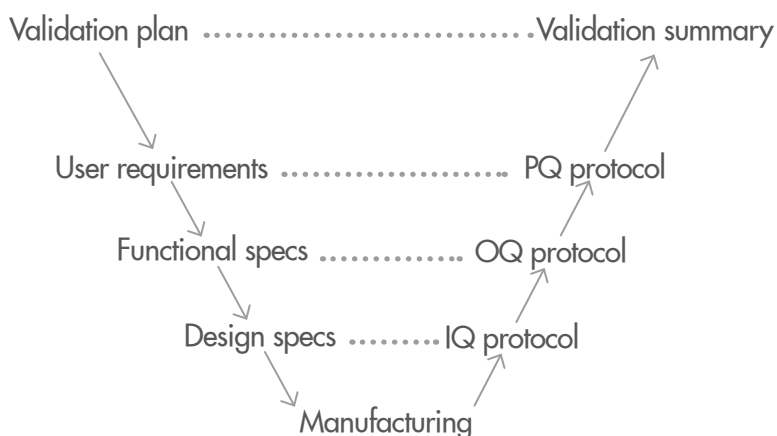 Validation plan
Validation summary
User requirements
PQ protocol
Functional specs
OQ protocol
Design specs
IQ protocol
Manufacturing